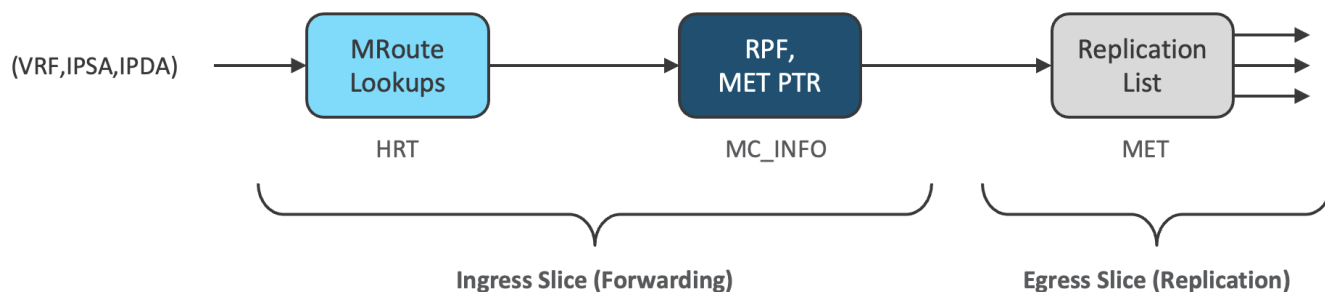 (VRF,IPSA,IPDA)
MRoute
Lookups
RPF,
MET PTR
Replication
List
HRT
MC_INFO
MET
Ingress Slice (Forwarding)
Egress Slice (Replication)